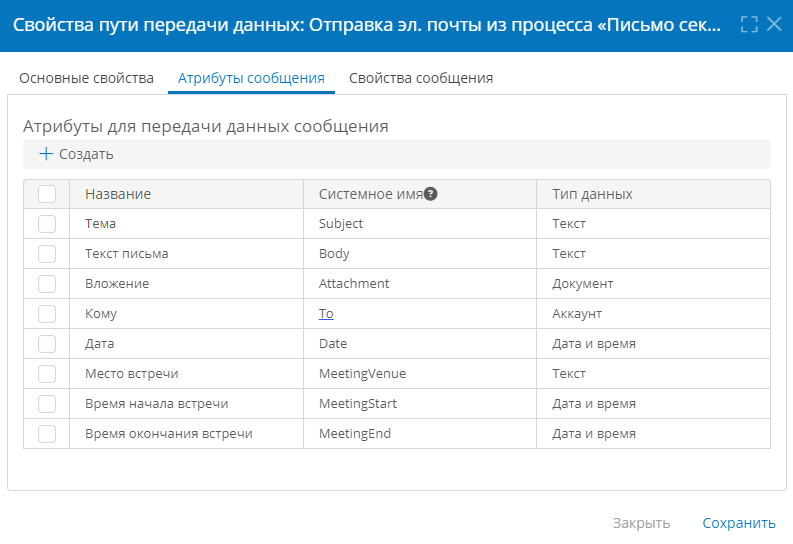 Свойства пути передачи данных: Отправка эл. почты из процесса «Письмо сек...
Основные свойства Атрибуты сообщения Свойства сообщения
Атрибуты для передачи данных сообщения
+ Создать
Название Системное имя ? Тип данных
Тема Subject Текст
Текст письма Body Текст
Вложение Attachment Документ
Кому To Аккаунт
Дата Date Дата и время
Место встречи MeetingVenue Текст
Время начала встречи MeetingStart Дата и время
Время окончания встречи MeetingEnd Дата и время
Закрыть Сохранить